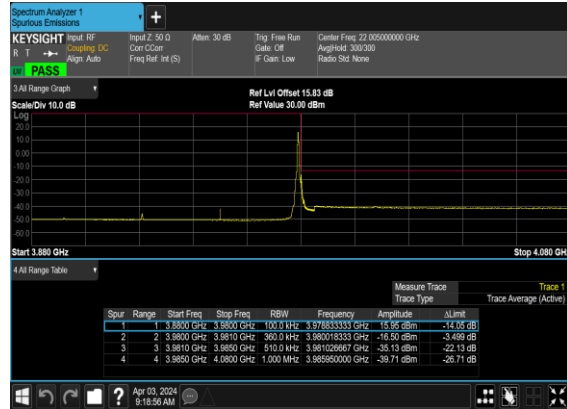 Spectrum Analyzer 1
Spurious Emissions
KEYSIGHT Input: RF Input Z: 50 Ω Atten: 30 dB Trig: Free Run Center Freq: 22.005000000 GHz
R T Coupling: DC Corr CCorr Gate: Off Avg|Hold: 300/300
Align: Auto Freq Ref: Int (S) IF Gain: Low Radio Std: None
PASS
3 All Range Graph Ref Lvl Offset 15.83 dB
Scale/Div 10.0 dB Ref Value 30.00 dBm
Log
20.0
10.0
0.00
-10.0
-20.0
-30.0
-40.0
-50.0
-60.0
Start 3.880 GHz Stop 4.080 GH
4 All Range Table
Measure Trace Trace 1
Trace Type Trace Average (Active)
Spur Range Start Freq Stop Freq RBW Frequency Amplitude ΔLimit
1 1 3.8800 GHz 3.9800 GHz 100.0 kHz 3.978833333 GHz 15.95 dBm -14.05 dB
2 2 3.9800 GHz 3.9810 GHz 360.0 kHz 3.980018333 GHz -16.50 dBm -3.499 dB
3 3 3.9810 GHz 3.9850 GHz 510.0 kHz 3.981026667 GHz -35.13 dBm -22.13 dB
4 4 3.9850 GHz 4.0800 GHz 1.000 MHz 3.985950000 GHz -39.71 dBm -26.71 dB
? Apr 03, 2024
9:18:56 AM